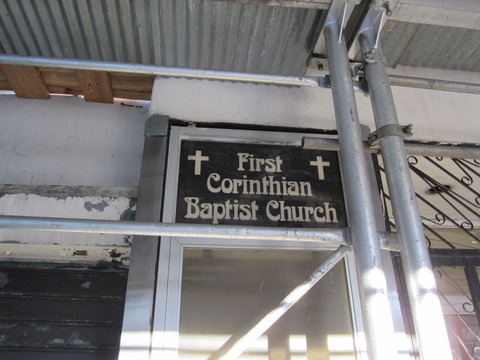 First
Corinthian
Baptist Church